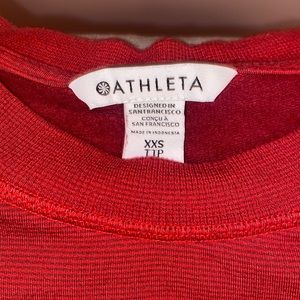 ATHLETA
DESIGNED IN
SAN FRANCISCO
CONÇU À
SAN FRANCISCO
MADE IN INDONESIA
XXS
TTP